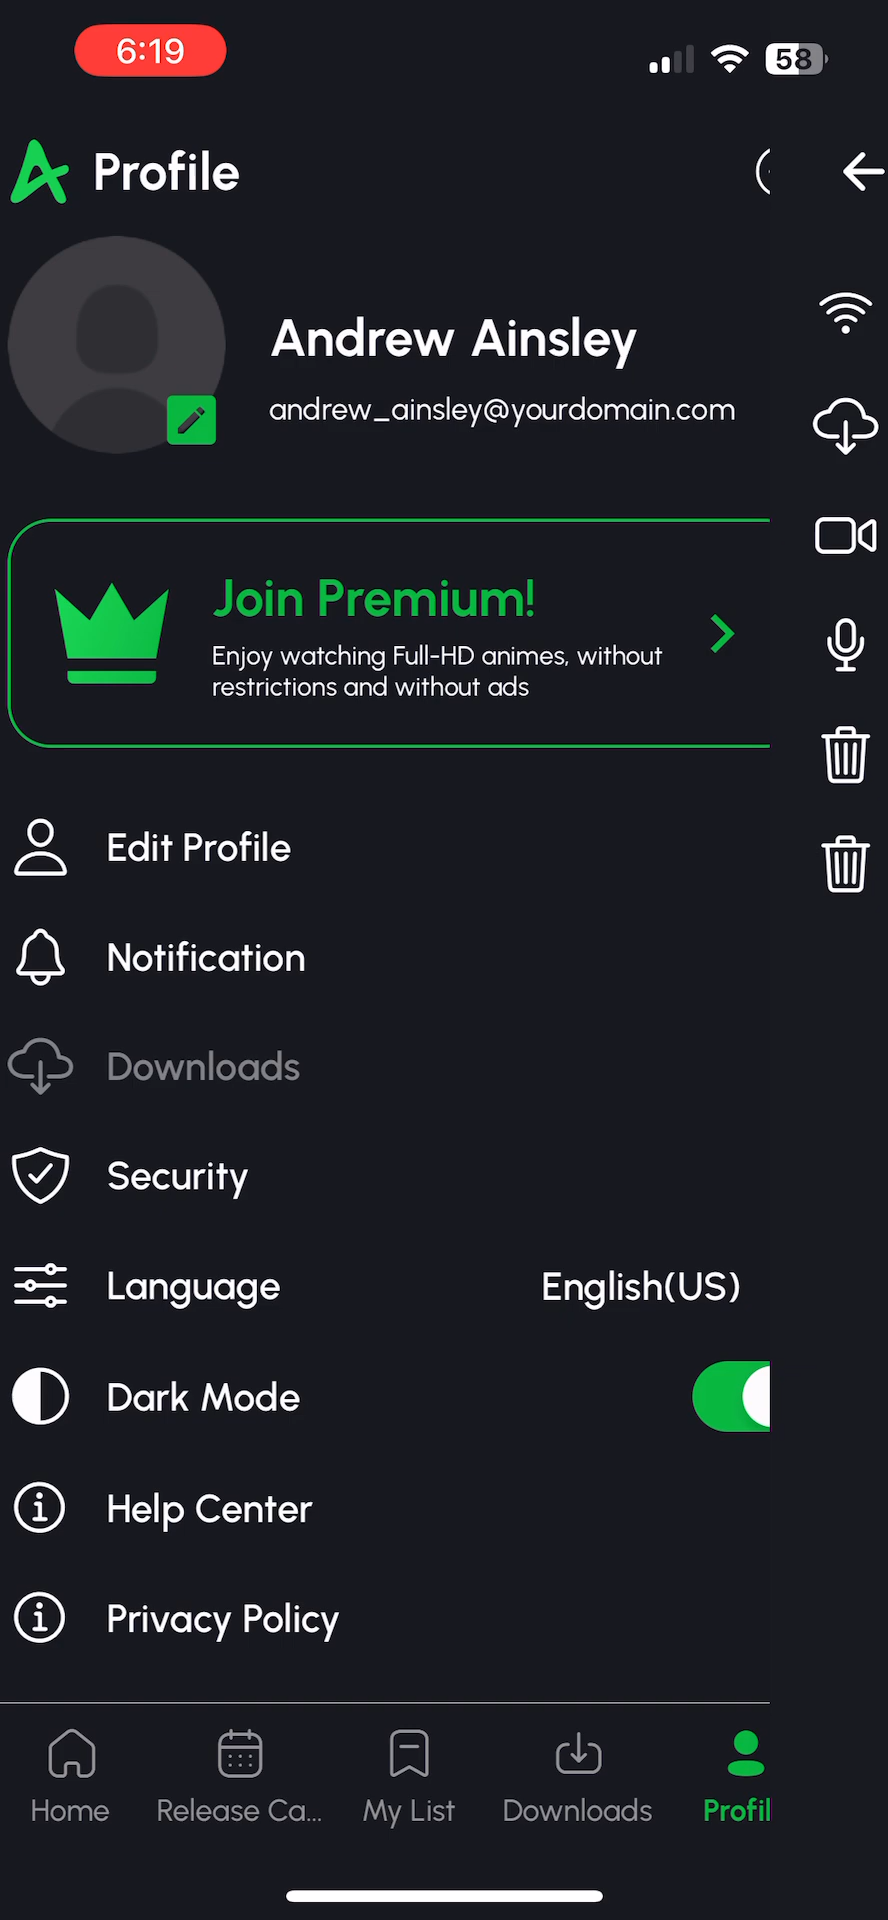 6:19
58
Profile
Andrew Ainsley
andrew_ainsley@yourdomain.com
Join Premium!
Enjoy watching Full-HD animes, without
restrictions and without ads
Edit Profile
Notification
Downloads
Security
Language
English(US)
Dark Mode
Help Center
Privacy Policy
Home
Release Ca...
My List
Downloads
Profil